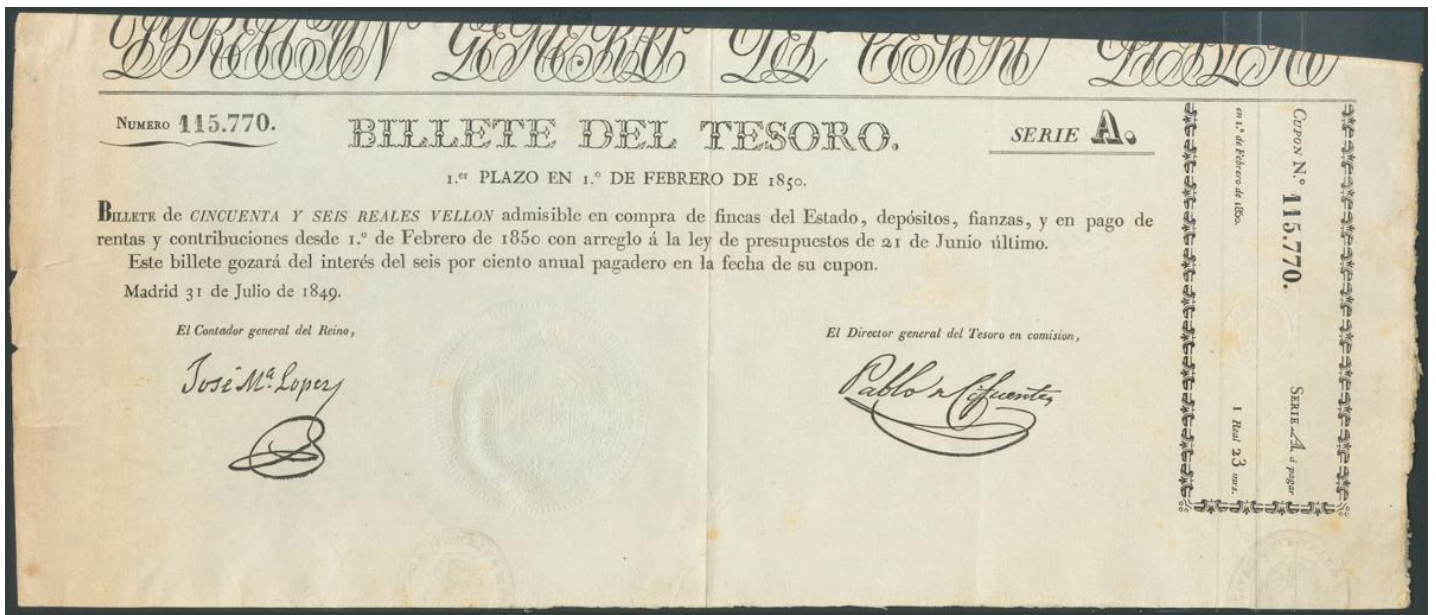 DIRECCION GENERAL DEL TESORO PUBLICO
NUMERO 115.770.
BILLETE DEL TESORO.
SERIE A.
1.er PLAZO EN 1.º DE FEBRERO DE 1850.
BILLETE de CINCUENTA Y SEIS REALES VELLON admisible en compra de fincas del Estado, depósitos, fianzas, y en pago de
rentas y contribuciones desde 1.º de Febrero de 1850 con arreglo á la ley de presupuestos de 21 de Junio último.
Este billete gozará del interés del seis por ciento anual pagadero en la fecha de su cupon.
Madrid 31 de Julio de 1849.
El Contador general del Reino,
José Mª. Lopez
El Director general del Tesoro en comision,
Pablo de Cifuentes
CUPON N.º 115.770. SERIE A á pagar
en 1.º de Febrero de 1850. 1 Real 23 mrs.